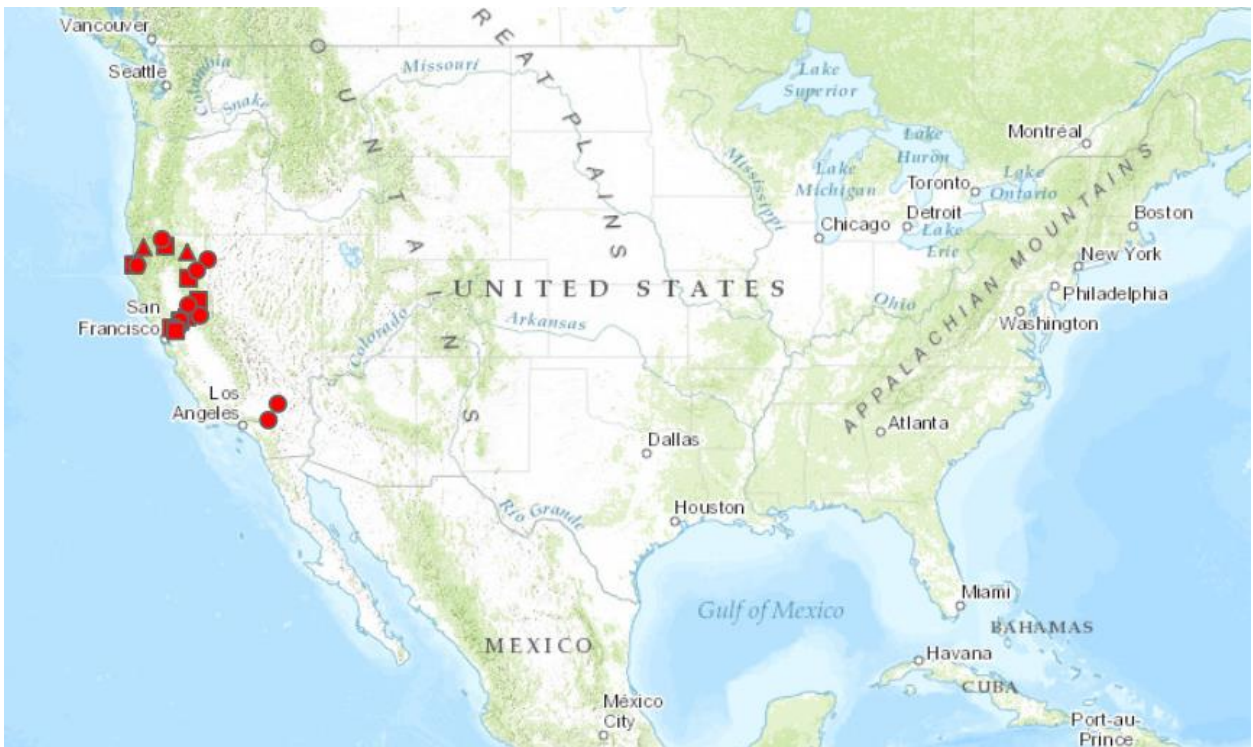 Vancouver
Seattle
Columbia
Snake
Missouri
GREAT PLAINS
Lake
Superior
Montréal
Mississippi
Lake
Huron
Lake
Michigan
Toronto
Lake
Ontario
Chicago
Detroit
Lake
Erie
Boston
New York
Philadelphia
Washington
APPALACHIAN MOUNTAINS
OUNTAINS
UNITED STATES
Ohio
San
Francisco
Colorado
Arkansas
Los
Angeles
Atlanta
Dallas
Rio Grande
Houston
Gulf of Mexico
Miami
BAHAMAS
MEXICO
Havana
CUBA
México
City
Port-au-
Prince